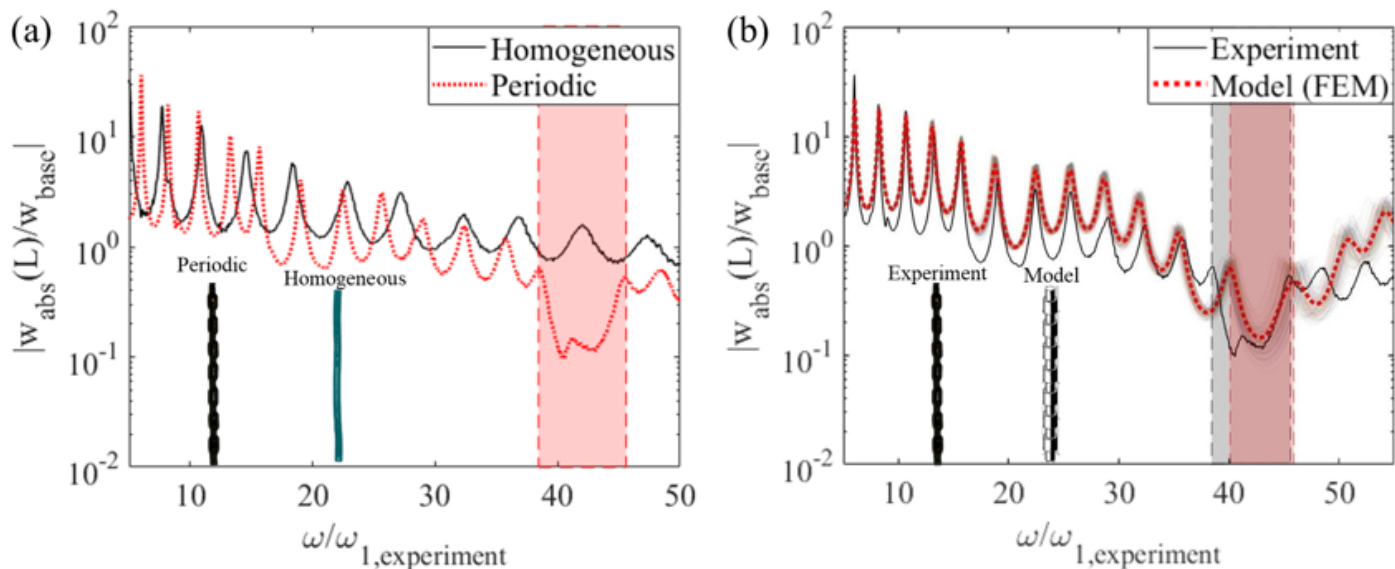 (a)
10^2
10^1
10^0
10^-1
10^-2
|w_abs(L)/w_base|
Homogeneous
Periodic
Periodic
Homogeneous
10 20 30 40 50
ω/ω_1,experiment
(b)
10^2
10^1
10^0
10^-1
10^-2
|w_abs(L)/w_base|
Experiment
Model (FEM)
Experiment
Model
10 20 30 40 50
ω/ω_1,experiment